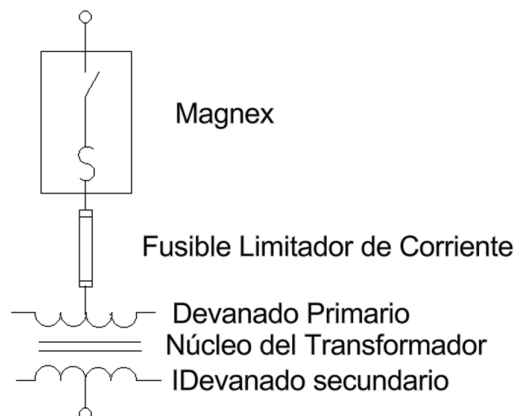 Magnex
Fusible Limitador de Corriente
Devanado Primario
Núcleo del Transformador
IDevanado secundario